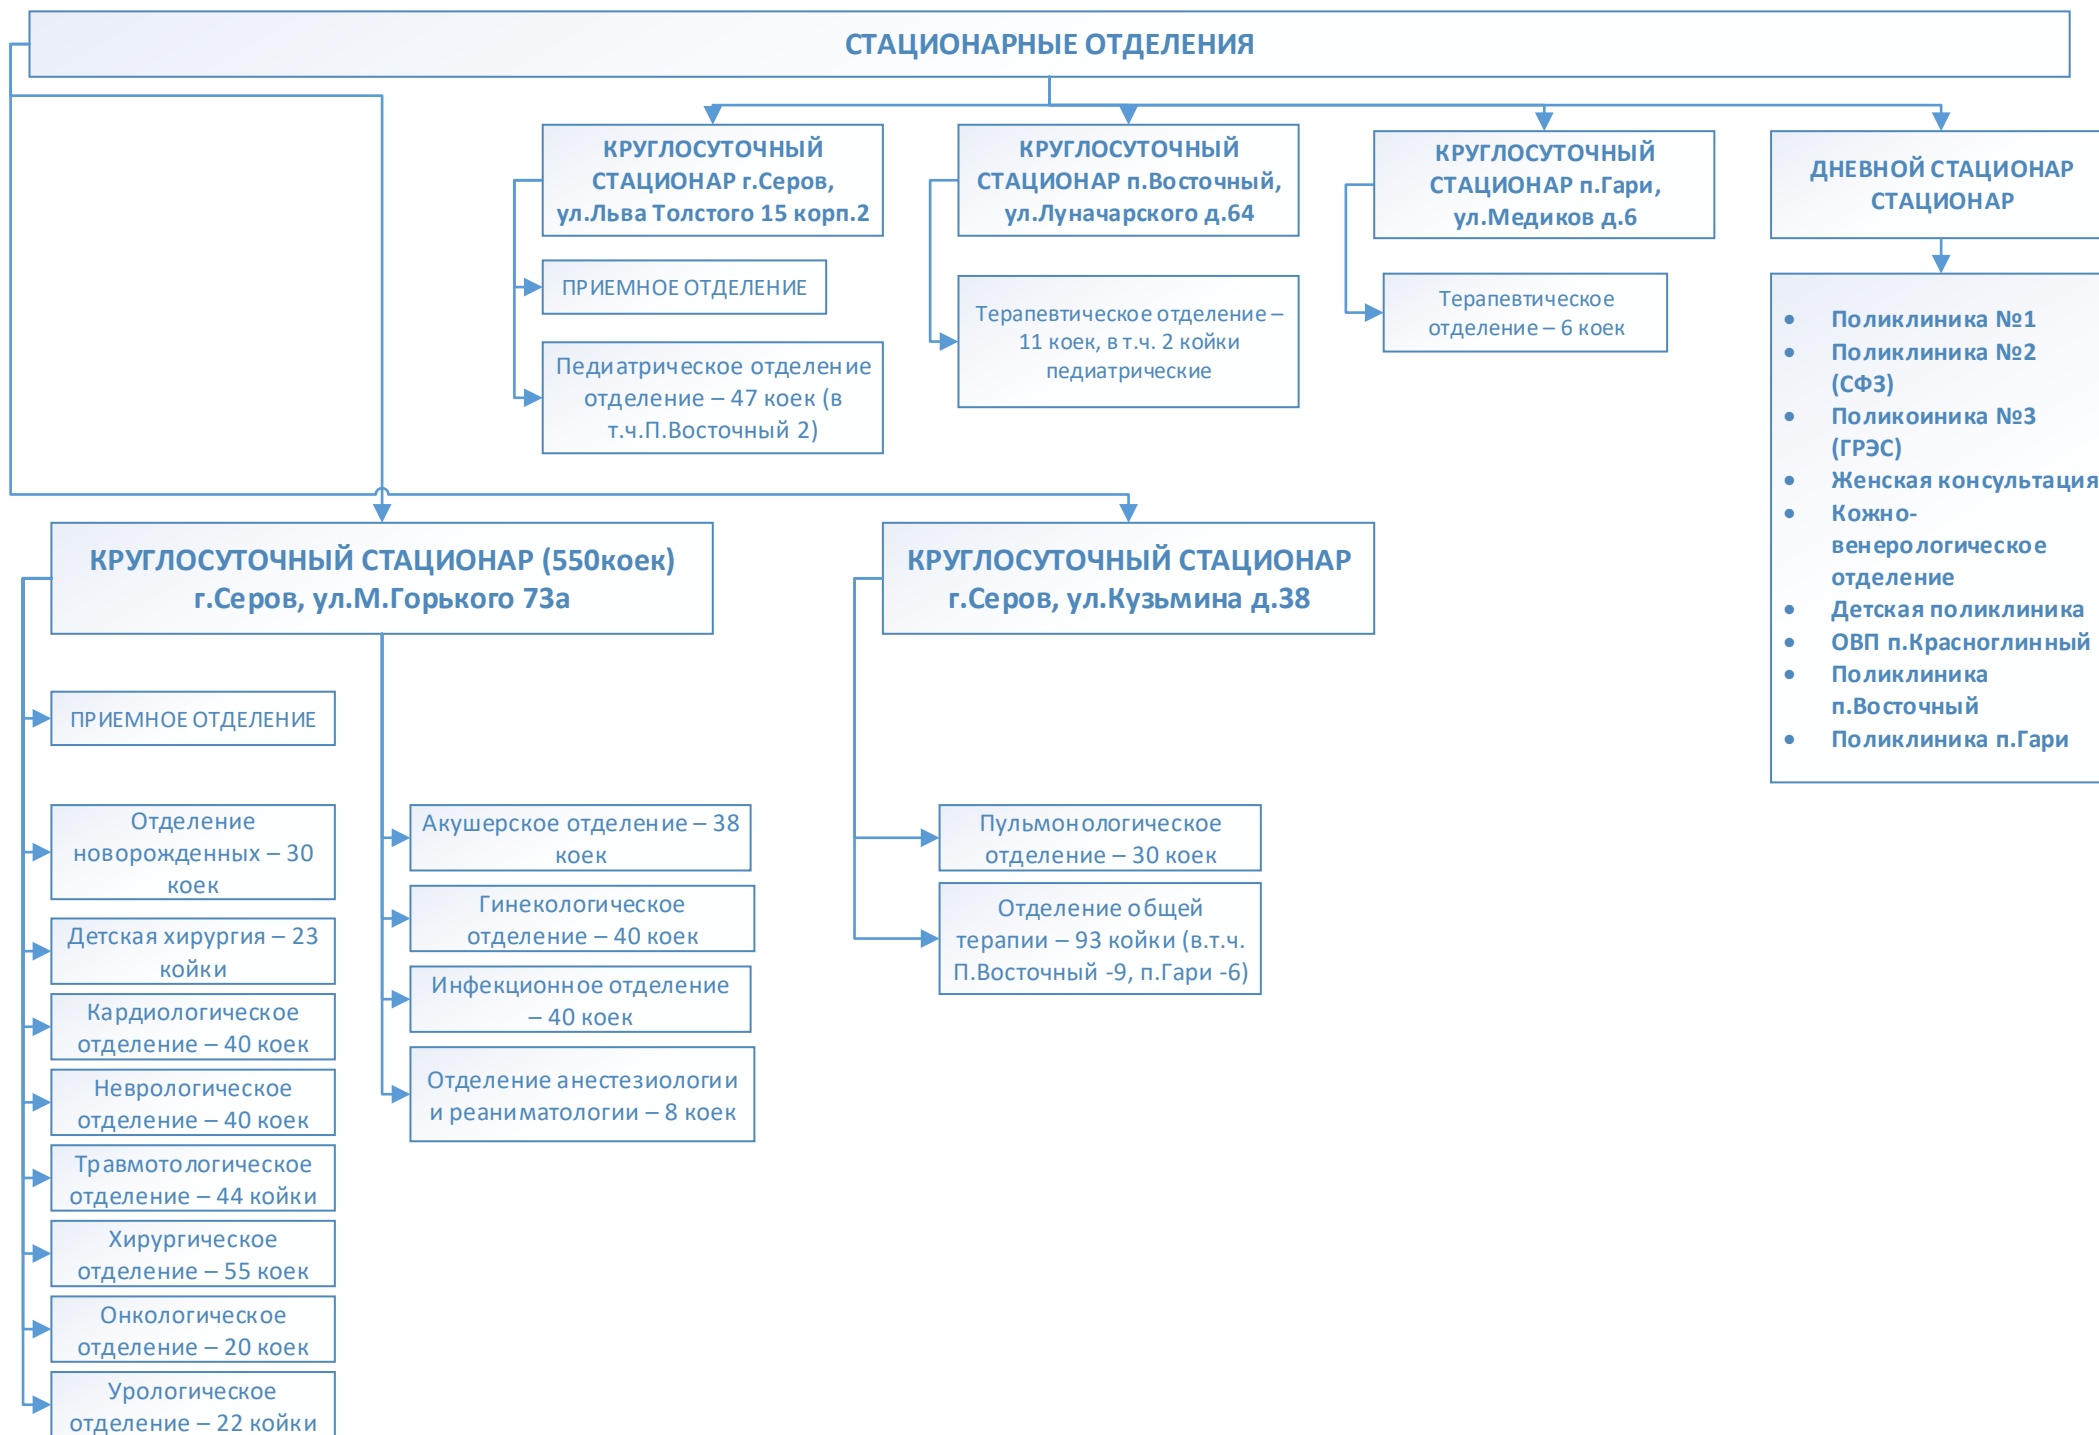 СТАЦИОНАРНЫЕ ОТДЕЛЕНИЯ
КРУГЛОСУТОЧНЫЙ
СТАЦИОНАР г.Серов,
ул.Льва Толстого 15 корп.2
ПРИЕМНОЕ ОТДЕЛЕНИЕ
Педиатрическое отделение
отделение – 47 коек (в
т.ч.П.Восточный 2)
КРУГЛОСУТОЧНЫЙ
СТАЦИОНАР п.Восточный,
ул.Луначарского д.64
Терапевтическое отделение –
11 коек, в т.ч. 2 койки
педиатрические
КРУГЛОСУТОЧНЫЙ
СТАЦИОНАР п.Гари,
ул.Медиков д.6
Терапевтическое
отделение – 6 коек
ДНЕВНОЙ СТАЦИОНАР
СТАЦИОНАР
• Поликлиника №1
• Поликлиника №2
(СФЗ)
• Поликоиника №3
(ГРЭС)
• Женская консультация
• Кожно-
венерологическое
отделение
• Детская поликлиника
• ОВП п.Красноглинный
• Поликлиника
п.Восточный
• Поликлиника п.Гари
КРУГЛОСУТОЧНЫЙ СТАЦИОНАР (550коек)
г.Серов, ул.М.Горького 73а
ПРИЕМНОЕ ОТДЕЛЕНИЕ
Отделение
новорожденных – 30
коек
Детская хирургия – 23
койки
Кардиологическое
отделение – 40 коек
Неврологическое
отделение – 40 коек
Травмотологическое
отделение – 44 койки
Хирургическое
отделение – 55 коек
Онкологическое
отделение – 20 коек
Урологическое
отделение – 22 койки
Акушерское отделение – 38
коек
Гинекологическое
отделение – 40 коек
Инфекционное отделение
– 40 коек
Отделение анестезиологии
и реаниматологии – 8 коек
КРУГЛОСУТОЧНЫЙ СТАЦИОНАР
г.Серов, ул.Кузьмина д.38
Пульмонологическое
отделение – 30 коек
Отделение общей
терапии – 93 койки (в.т.ч.
П.Восточный -9, п.Гари -6)